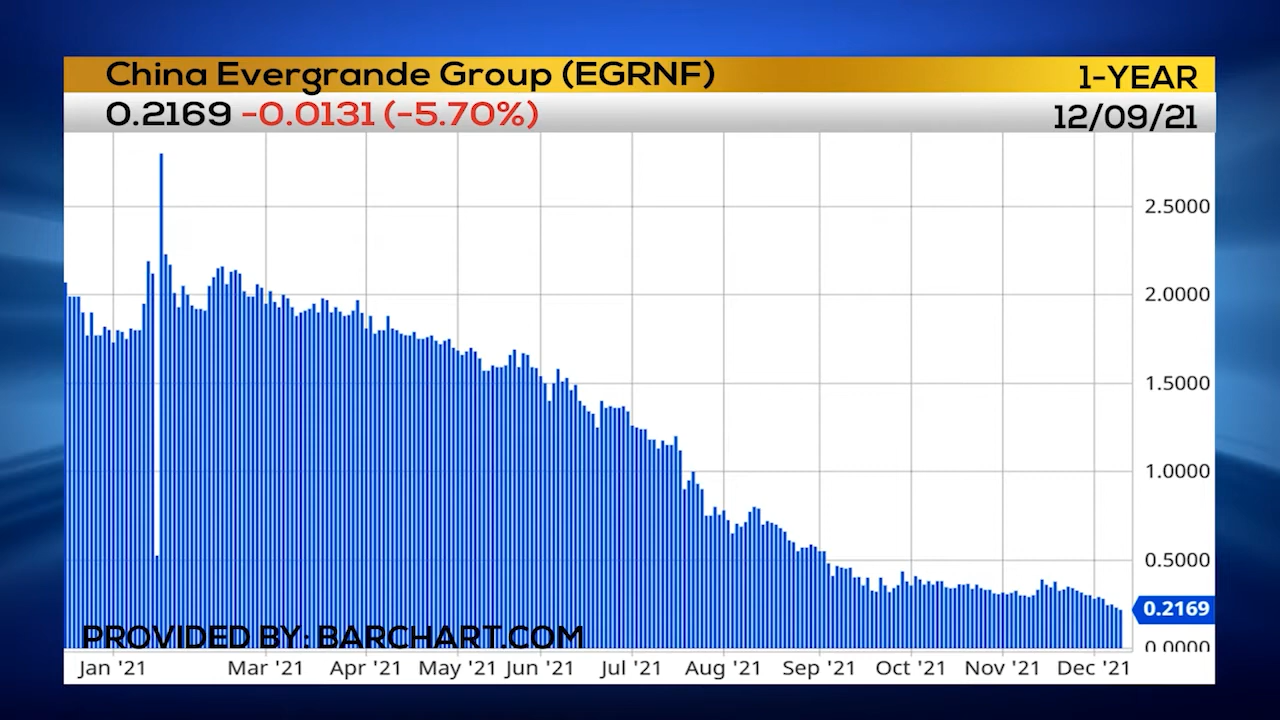 China Evergrande Group (EGRNF)
1-YEAR
0.2169 -0.0131 (-5.70%)
12/09/21
2.5000
2.0000
1.5000
1.0000
0.5000
0.2169
0.0000
PROVIDED BY: BARCHART.COM
Jan '21 Mar '21 Apr '21 May '21 Jun '21 Jul '21 Aug '21 Sep '21 Oct '21 Nov '21 Dec '21